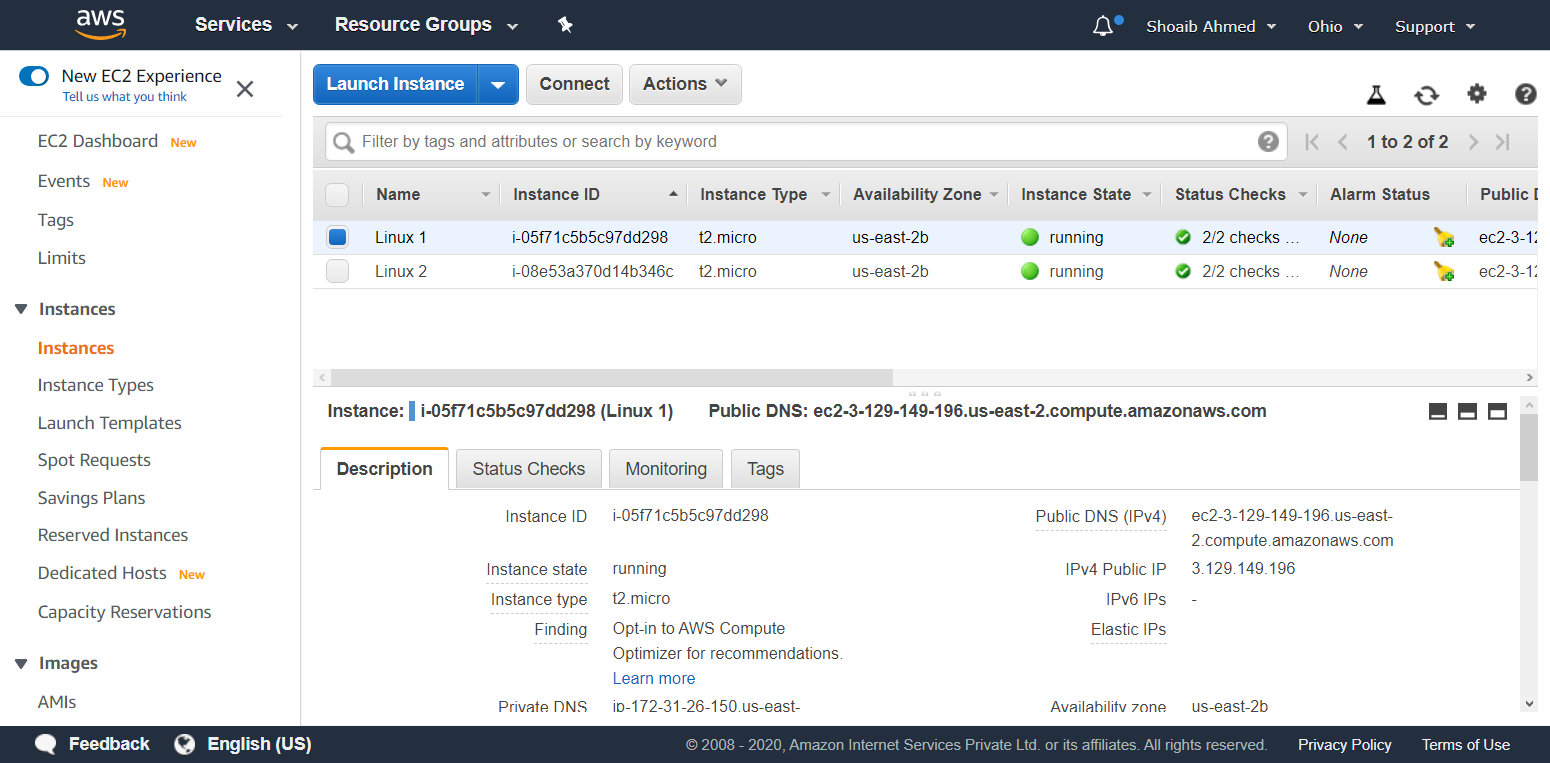 aws Services Resource Groups Shoaib Ahmed Ohio Support
New EC2 Experience
Tell us what you think
EC2 Dashboard New
Events New
Tags
Limits
Instances
Instances
Instance Types
Launch Templates
Spot Requests
Savings Plans
Reserved Instances
Dedicated Hosts New
Capacity Reservations
Images
AMIs
Launch Instance Connect Actions
Filter by tags and attributes or search by keyword 1 to 2 of 2
Name Instance ID Instance Type Availability Zone Instance State Status Checks Alarm Status Public D
Linux 1 i-05f71c5b5c97dd298 t2.micro us-east-2b running 2/2 checks ... None ec2-3-12
Linux 2 i-08e53a370d14b346c t2.micro us-east-2b running 2/2 checks ... None ec2-3-12
Instance: i-05f71c5b5c97dd298 (Linux 1) Public DNS: ec2-3-129-149-196.us-east-2.compute.amazonaws.com
Description Status Checks Monitoring Tags
Instance ID i-05f71c5b5c97dd298 Public DNS (IPv4) ec2-3-129-149-196.us-east-
2.compute.amazonaws.com
Instance state running IPv4 Public IP 3.129.149.196
Instance type t2.micro IPv6 IPs -
Finding Opt-in to AWS Compute Elastic IPs
Optimizer for recommendations.
Learn more
Private DNS ip-172-31-26-150.us-east- Availability zone us-east-2b
Feedback English (US) © 2008 - 2020, Amazon Internet Services Private Ltd. or its affiliates. All rights reserved. Privacy Policy Terms of Use